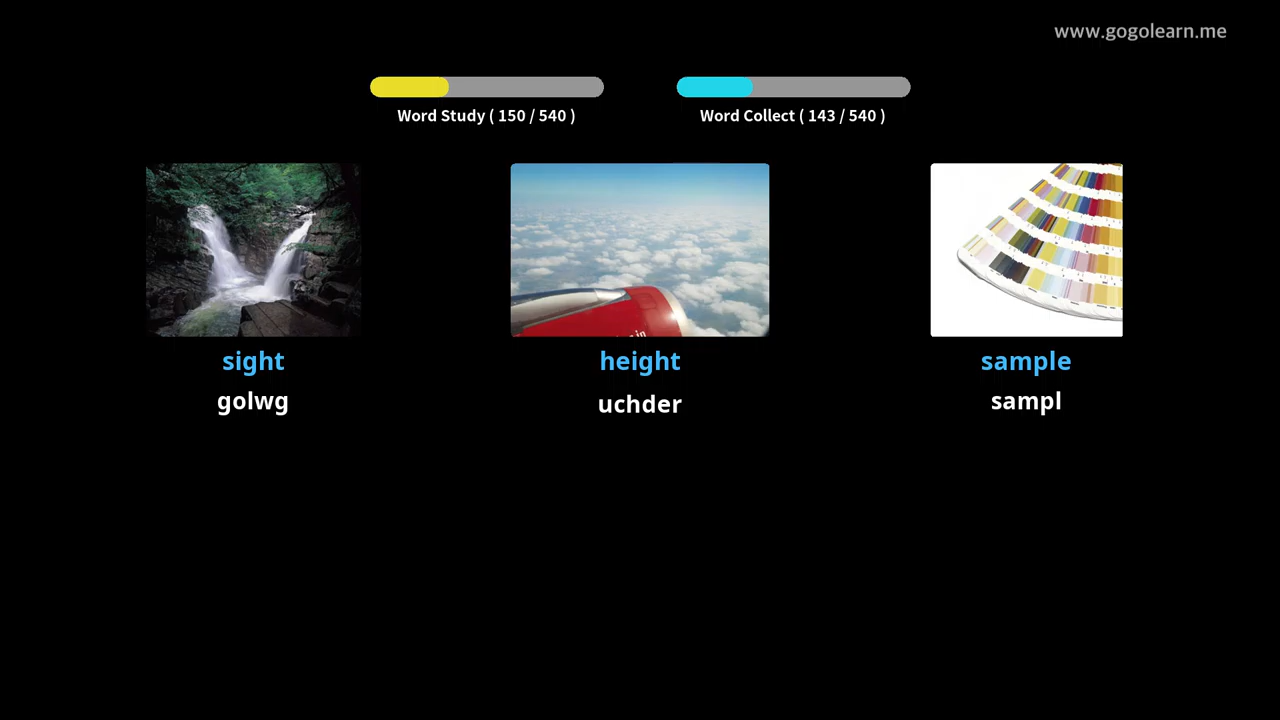 www.gogolearn.me
Word Study ( 150 / 540 )
Word Collect ( 143 / 540 )
sight
height
sample
golwg
uchder
sampl